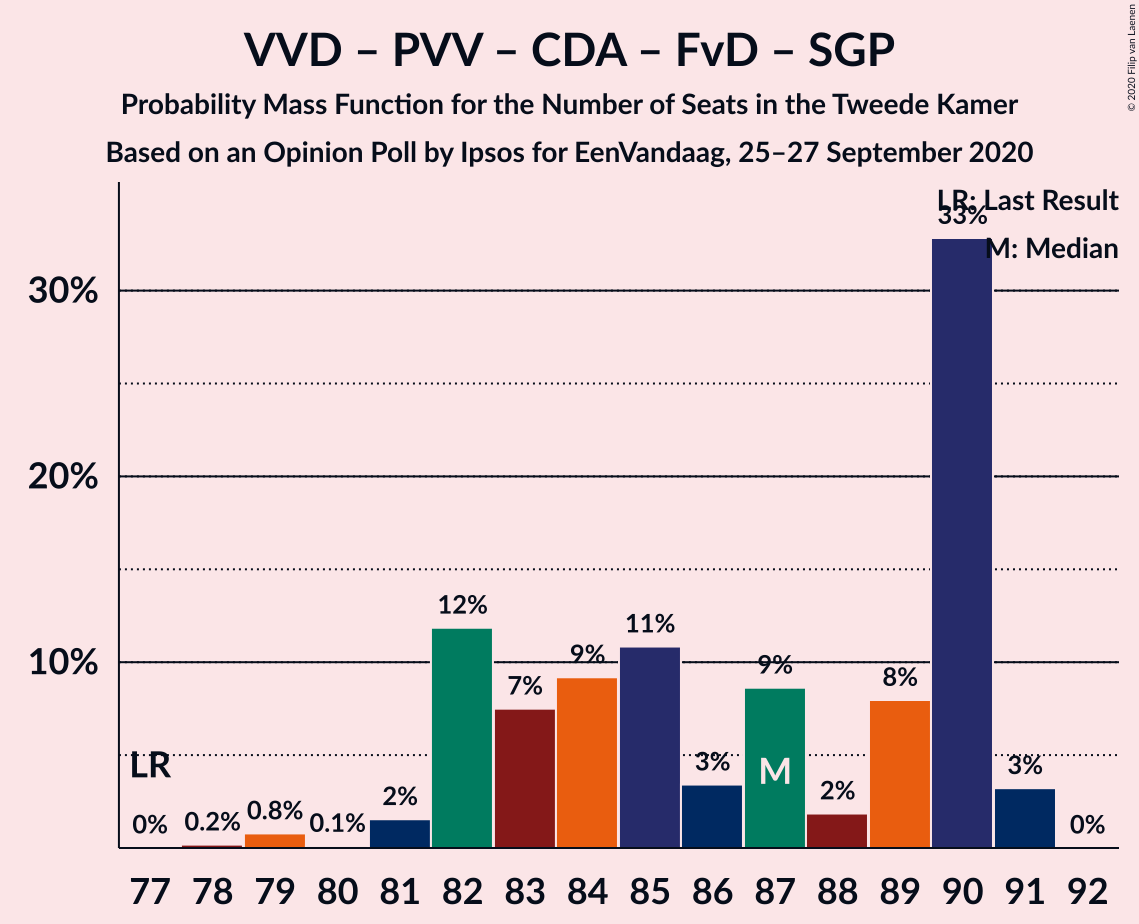 VVD – PVV – CDA – FvD – SGP
Probability Mass Function for the Number of Seats in the Tweede Kamer
Based on an Opinion Poll by Ipsos for EenVandaag, 25–27 September 2020
© 2020 Filip van Laenen
LR: Last Result
M: Median
30%
20%
10%
LR
0%
0.2%
0.8%
0.1%
2%
12%
7%
9%
11%
3%
9%
M
2%
8%
33%
3%
0%
77 78 79 80 81 82 83 84 85 86 87 88 89 90 91 92